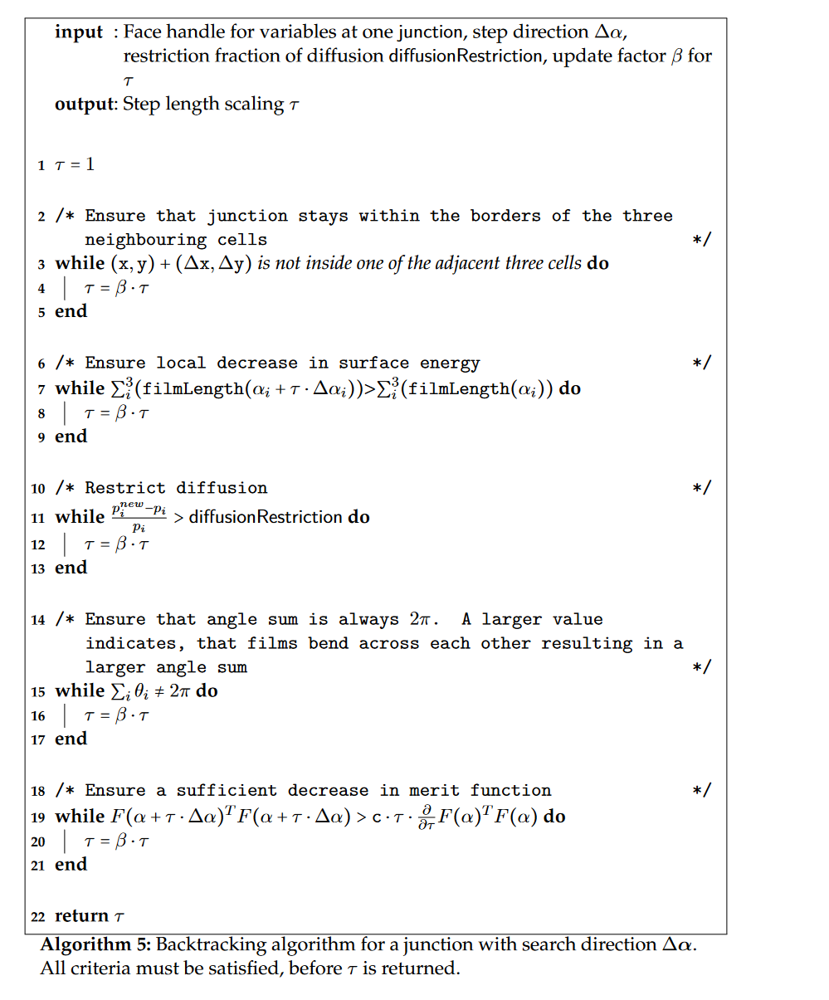 input : Face handle for variables at one junction, step direction Δα,
restriction fraction of diffusion diffusionRestriction, update factor β for
τ
output: Step length scaling τ
1 τ = 1
2 /* Ensure that junction stays within the borders of the three
neighbouring cells */
3 while (x, y) + (Δx, Δy) is not inside one of the adjacent three cells do
4 τ = β · τ
5 end
6 /* Ensure local decrease in surface energy */
7 while ∑_i^3(filmLength(α_i + τ · Δα_i))>∑_i^3(filmLength(α_i)) do
8 τ = β · τ
9 end
10 /* Restrict diffusion */
11 while \frac{p_i^{new}−p_i}{p_i} > diffusionRestriction do
12 τ = β · τ
13 end
14 /* Ensure that angle sum is always 2π. A larger value
indicates, that films bend across each other resulting in a
larger angle sum */
15 while ∑_i θ_i ≠ 2π do
16 τ = β · τ
17 end
18 /* Ensure a sufficient decrease in merit function */
19 while F(α + τ · Δα)^T F(α + τ · Δα) > c · τ · \frac{∂}{∂τ} F(α)^T F(α) do
20 τ = β · τ
21 end
22 return τ
Algorithm 5: Backtracking algorithm for a junction with search direction Δα.
All criteria must be satisfied, before τ is returned.